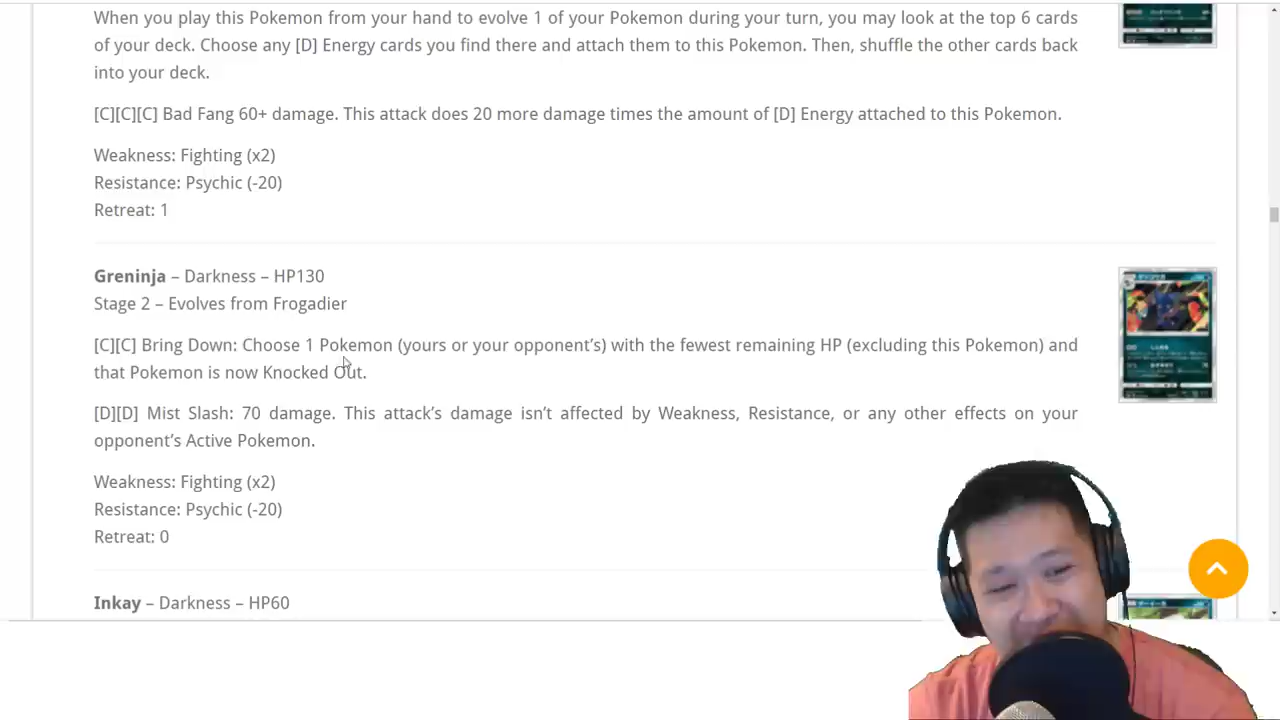 When you play this Pokemon from your hand to evolve 1 of your Pokemon during your turn, you may look at the top 6 cards
of your deck. Choose any [D] Energy cards you find there and attach them to this Pokemon. Then, shuffle the other cards back
into your deck.
[C][C][C] Bad Fang 60+ damage. This attack does 20 more damage times the amount of [D] Energy attached to this Pokemon.
Weakness: Fighting (x2)
Resistance: Psychic (-20)
Retreat: 1
Greninja – Darkness – HP130
Stage 2 – Evolves from Frogadier
[C][C] Bring Down: Choose 1 Pokemon (yours or your opponent’s) with the fewest remaining HP (excluding this Pokemon) and
that Pokemon is now Knocked Out.
[D][D] Mist Slash: 70 damage. This attack’s damage isn’t affected by Weakness, Resistance, or any other effects on your
opponent’s Active Pokemon.
Weakness: Fighting (x2)
Resistance: Psychic (-20)
Retreat: 0
Inkay – Darkness – HP60